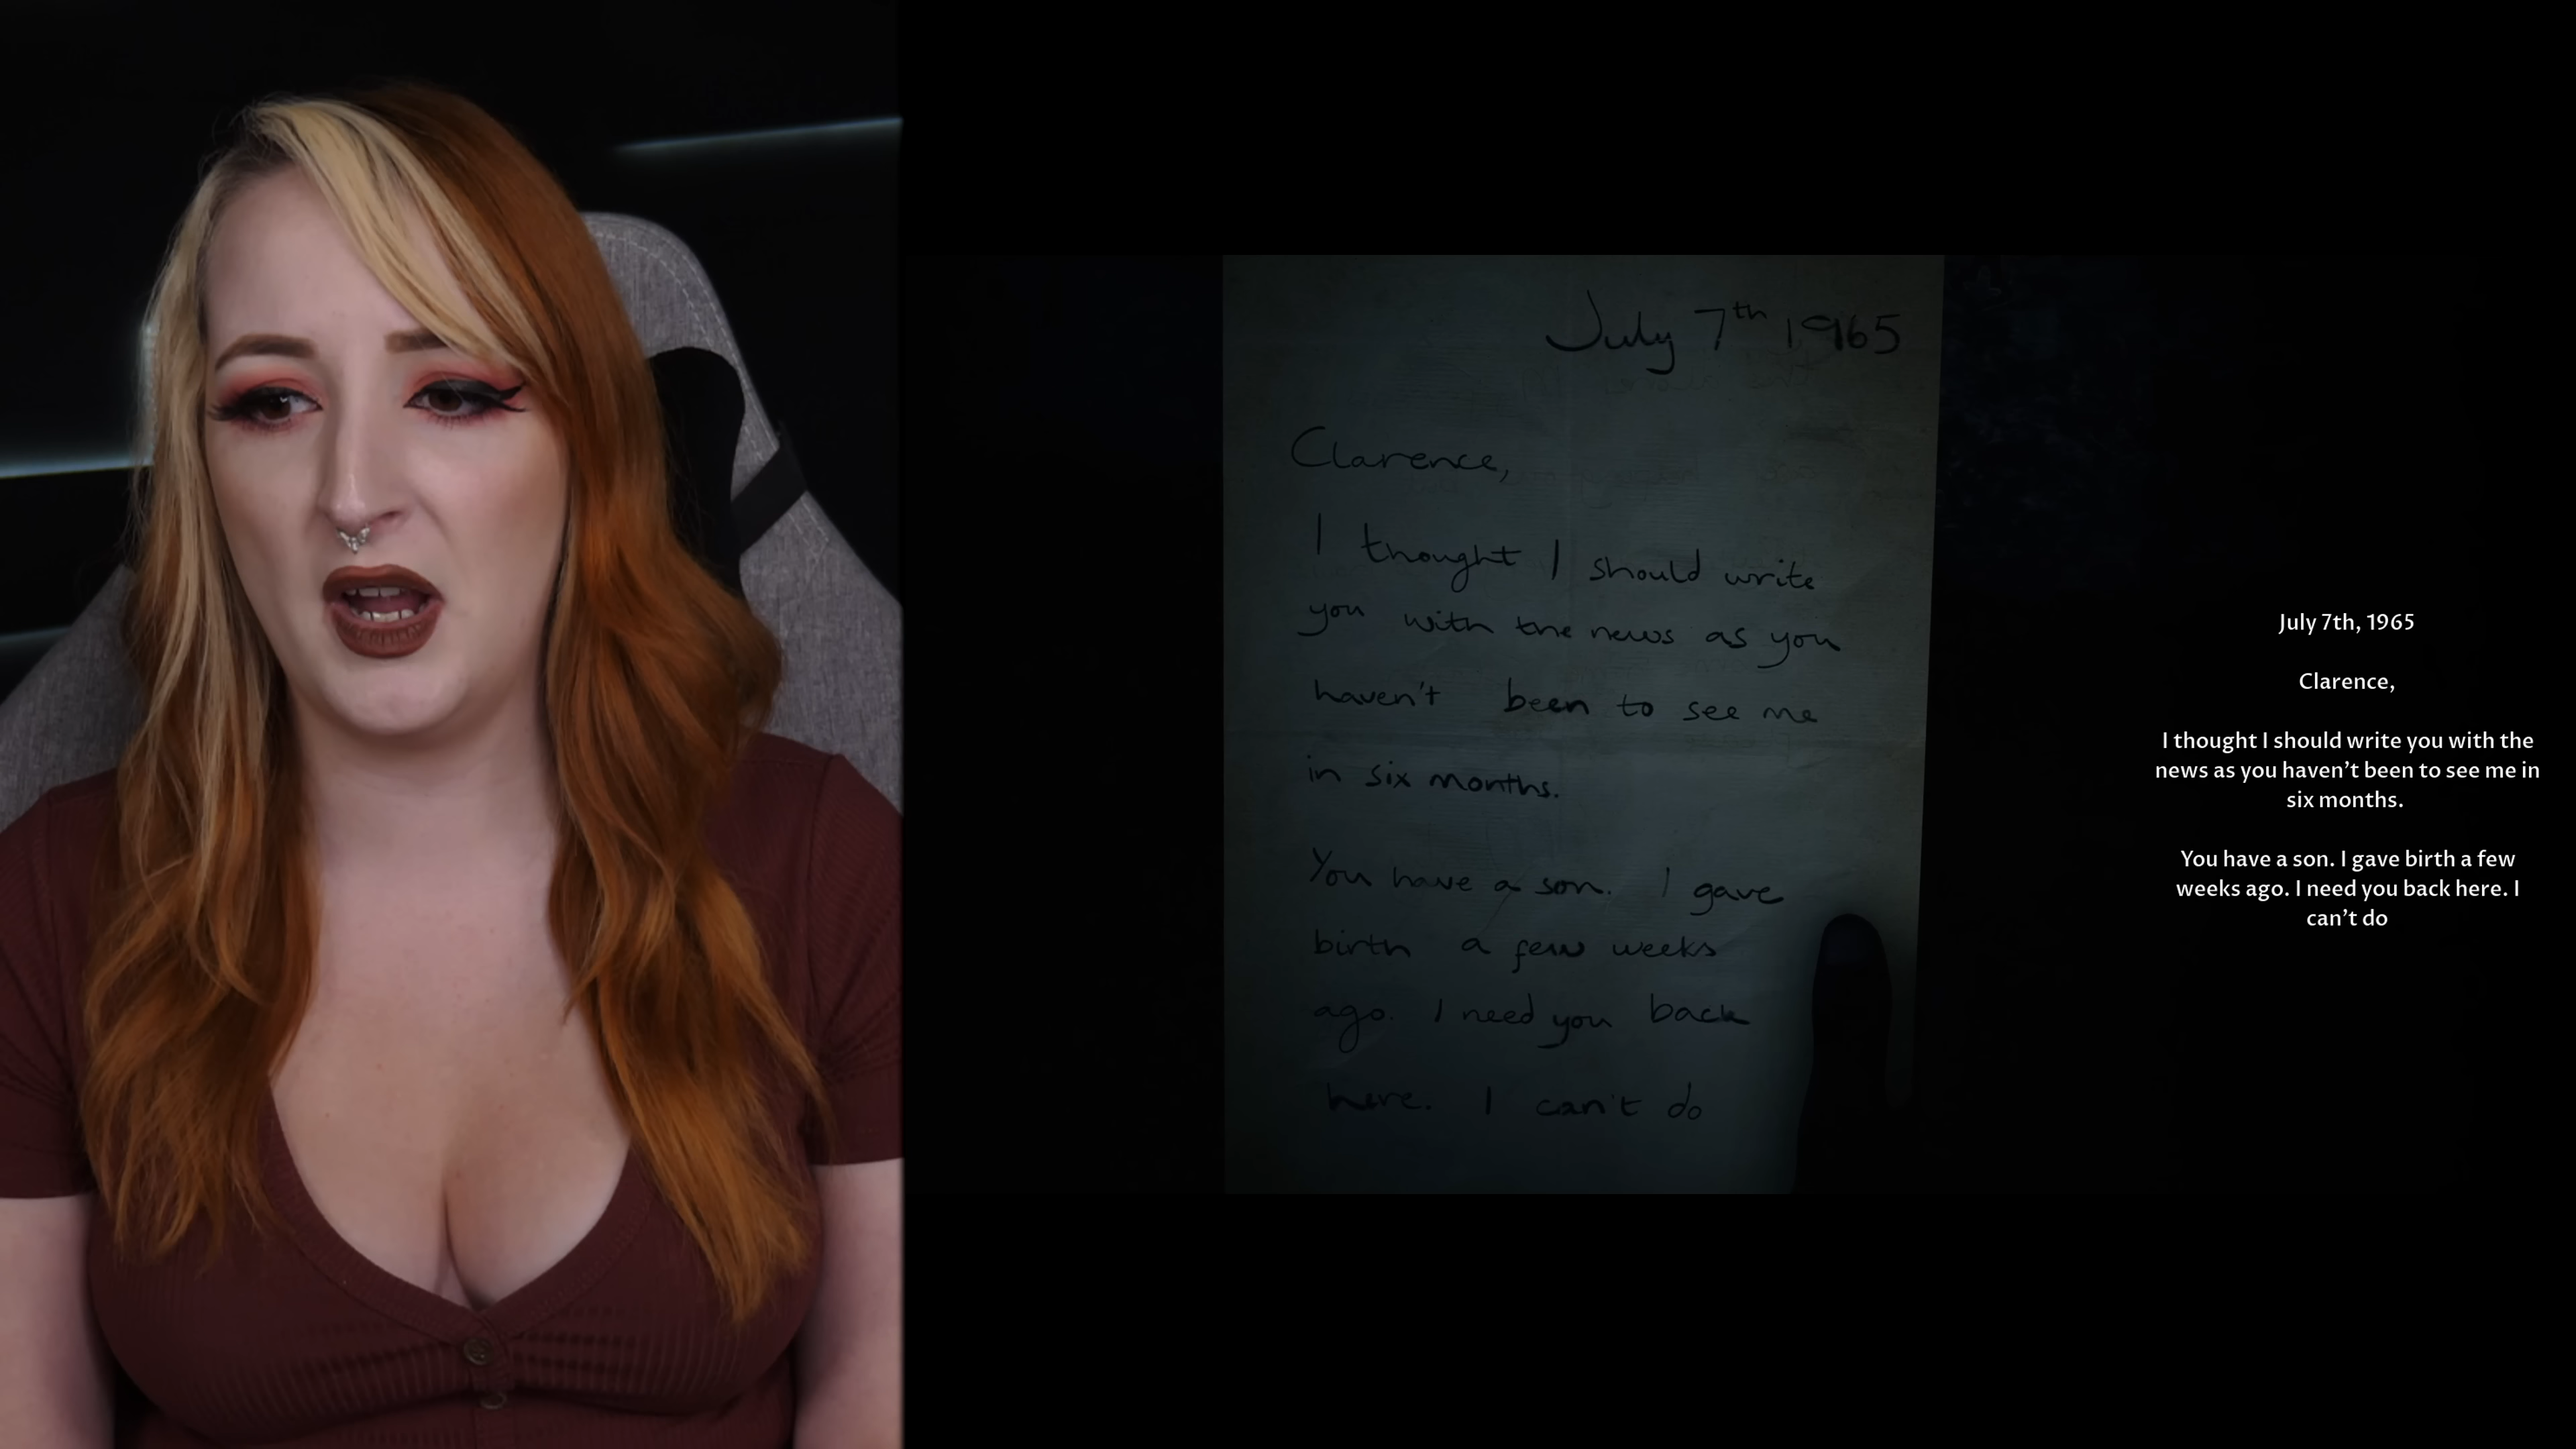 July 7th 1965
Clarence,
I thought I should write
you with the news as you
haven't been to see me
in six months.
You have a son. I gave
birth a few weeks
ago. I need you back
here. I can't do
July 7th, 1965
Clarence,
I thought I should write you with the
news as you haven't been to see me in
six months.
You have a son. I gave birth a few
weeks ago. I need you back here. I
can't do